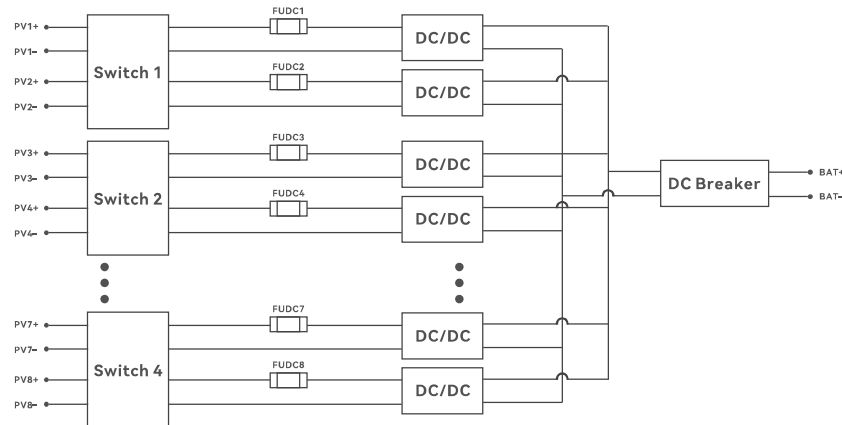 PV1+
PV1-
PV2+
PV2-
Switch 1
FUDC1
FUDC2
DC/DC
DC/DC
PV3+
PV3-
PV4+
PV4-
Switch 2
FUDC3
FUDC4
DC/DC
DC/DC
DC Breaker
BAT+
BAT-
PV7+
PV7-
PV8+
PV8-
Switch 4
FUDC7
FUDC8
DC/DC
DC/DC